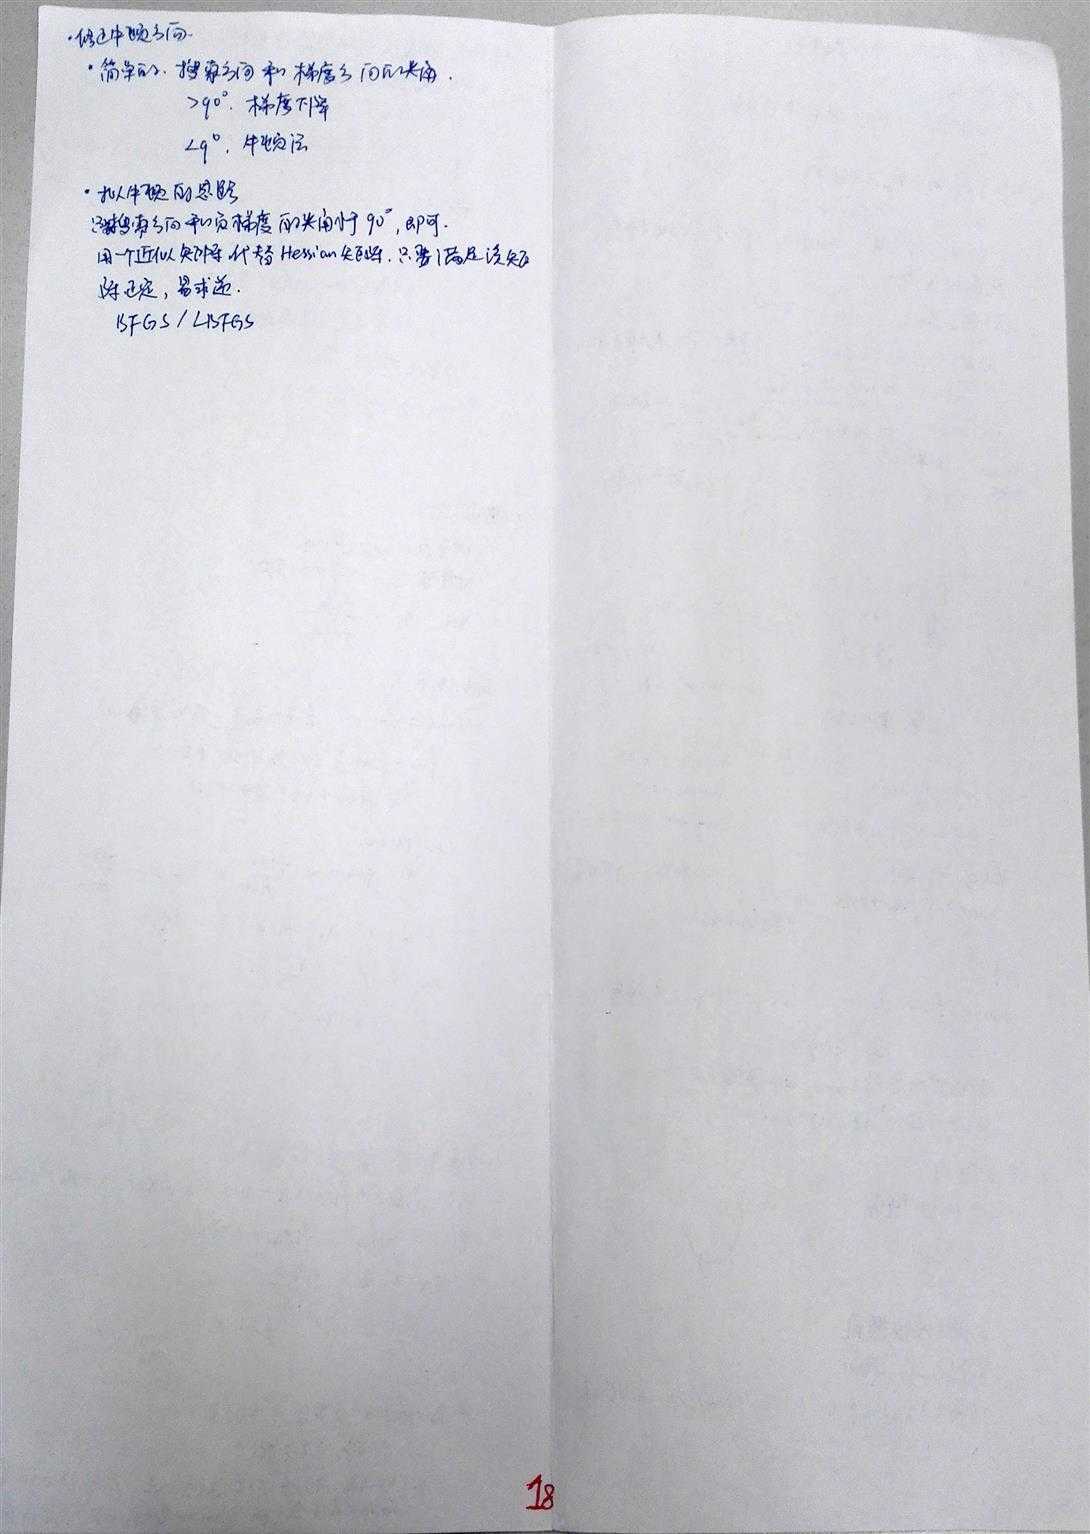 ·修正牛顿方向
·简单的.搜索方向和梯度方向的夹角.
>90°.梯度下降
<9°.牛顿法
·拟牛顿的思路
只要搜索方向和负梯度的夹角小于90°,即可.
用一个近似矩阵代替Hessian矩阵.只要满足该矩
阵正定,易求逆.
BFGS/LBFGS
18